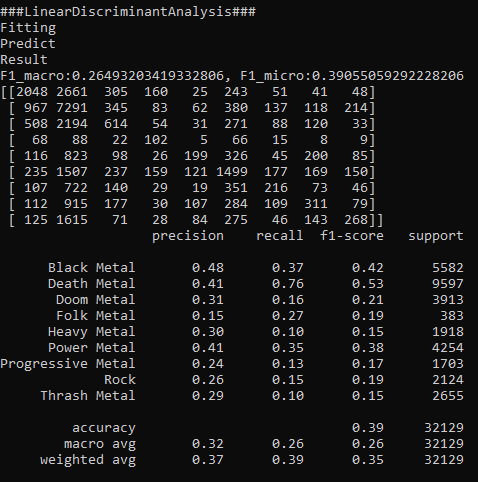 ###LinearDiscriminantAnalysis###
Fitting
Predict
Result
F1_macro:0.26493203419332806, F1_micro:0.39055059292228206
[[2048 2661  305  160   25  243   51   41   48]
 [ 967 7291  345   83   62  380  137  118  214]
 [ 508 2194  614   54   31  271   88  120   33]
 [  68   88   22  102    5   66   15    8    9]
 [ 116  823   98   26  199  326   45  200   85]
 [ 235 1507  237  159  121 1499  177  169  150]
 [ 107  722  140   29   19  351  216   73   46]
 [ 112  915  177   30  107  284  109  311   79]
 [ 125 1615   71   28   84  275   46  143  268]]
                   precision    recall  f1-score   support

      Black Metal       0.48      0.37      0.42      5582
      Death Metal       0.41      0.76      0.53      9597
       Doom Metal       0.31      0.16      0.21      3913
       Folk Metal       0.15      0.27      0.19       383
      Heavy Metal       0.30      0.10      0.15      1918
      Power Metal       0.41      0.35      0.38      4254
Progressive Metal       0.24      0.13      0.17      1703
             Rock       0.26      0.15      0.19      2124
     Thrash Metal       0.29      0.10      0.15      2655

         accuracy                           0.39     32129
        macro avg       0.32      0.26      0.26     32129
     weighted avg       0.37      0.39      0.35     32129